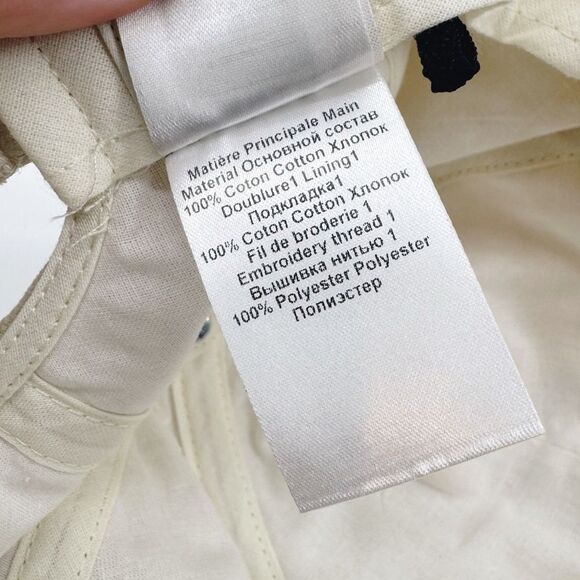 Matière Principale Main
Material Основной состав
100% Coton Cotton Хлопок
Doublure1 Lining1
Подкладка1
100% Coton Cotton Хлопок
Fil de broderie 1
Embroidery thread 1
Вышивка нитью 1
100% Polyester Polyester
Полиэстер